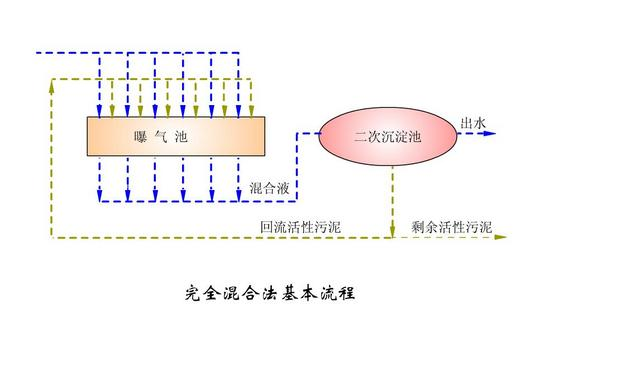 出水
曝气池
二次沉淀池
混合液
回流活性污泥
剩余活性污泥
完全混合法基本流程